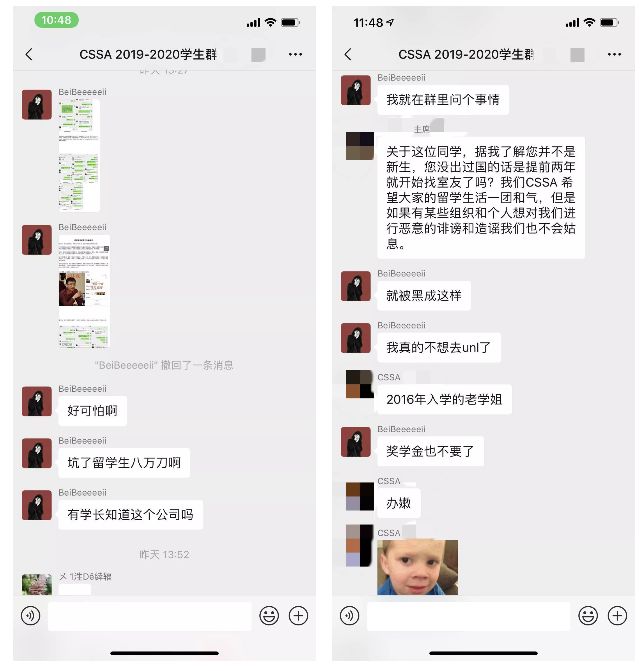 10:48
CSSA 2019-2020学生群
昨天 13:27
BeiBeeeeeii
BeiBeeeeeii
"BeiBeeeeeii" 撤回了一条消息
BeiBeeeeeii
好可怕啊
BeiBeeeeeii
坑了留学生八万刀啊
BeiBeeeeeii
有学长知道这个公司吗
昨天 13:52
11:48
CSSA 2019-2020学生群
BeiBeeeeeii
我就在群里问个事情
主席
关于这位同学，据我了解您并不是
新生，您没出过国的话是提前两年
就开始找室友了吗？我们CSSA 希
望大家的留学生活一团和气，但是
如果有某些组织和个人想对我们进
行恶意的诽谤和造谣我们也不会姑
息。
BeiBeeeeeii
就被黑成这样
BeiBeeeeeii
我真的不想去unl了
CSSA
2016年入学的老学姐
BeiBeeeeeii
奖学金也不要了
CSSA
办嫩
CSSA